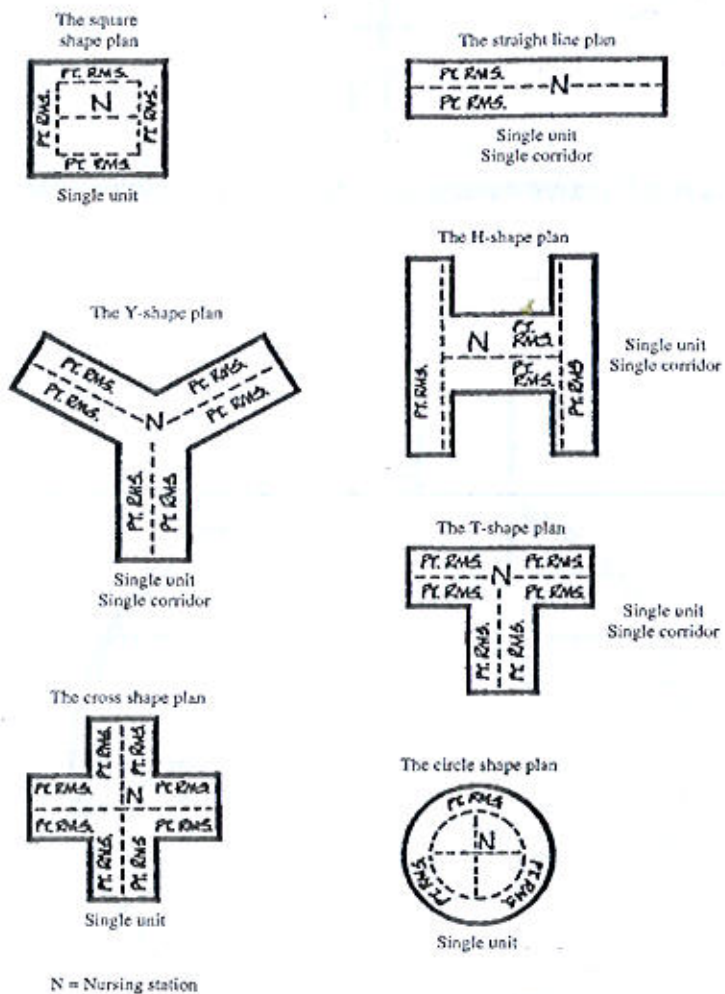 The square
shape plan
PT. RMS.
PT. RMS.
N
PT. RMS.
PT. RMS.
Single unit
The straight line plan
PT. RMS.
N
PT. RMS.
Single unit
Single corridor
The Y-shape plan
PT. RMS.
PT. RMS.
PT. RMS.
PT. RMS.
N
PT. RMS.
PT. RMS.
Single unit
Single corridor
The H-shape plan
N
PT.
RMS.
PT.
RMS.
PT. RMS.
PT. RMS
Single unit
Single corridor
The T-shape plan
PT. RMS.
N
PT. RMS.
PT. RMS.
PT. RMS.
PT. RMS.
PT. RMS.
Single unit
Single corridor
The cross shape plan
PT. RMS.
PT. RMS.
PT. RMS.
N
PT. RMS.
PT. RMS.
PT. RMS.
PT. RMS.
PT. RMS.
Single unit
The circle shape plan
PT. RMS
N
PT. RMS.
PT. RMS.
Single unit
N = Nursing station